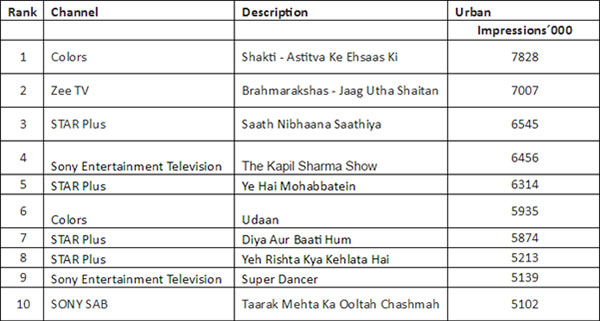 Rank Channel Description Urban
Impressions´000
1 Colors Shakti - Astitva Ke Ehsaas Ki 7828
2 Zee TV Brahmarakshas - Jaag Utha Shaitan 7007
3 STAR Plus Saath Nibhaana Saathiya 6545
4 Sony Entertainment Television The Kapil Sharma Show 6456
5 STAR Plus Ye Hai Mohabbatein 6314
6 Colors Udaan 5935
7 STAR Plus Diya Aur Baati Hum 5874
8 STAR Plus Yeh Rishta Kya Kehlata Hai 5213
9 Sony Entertainment Television Super Dancer 5139
10 SONY SAB Taarak Mehta Ka Ooltah Chashmah 5102